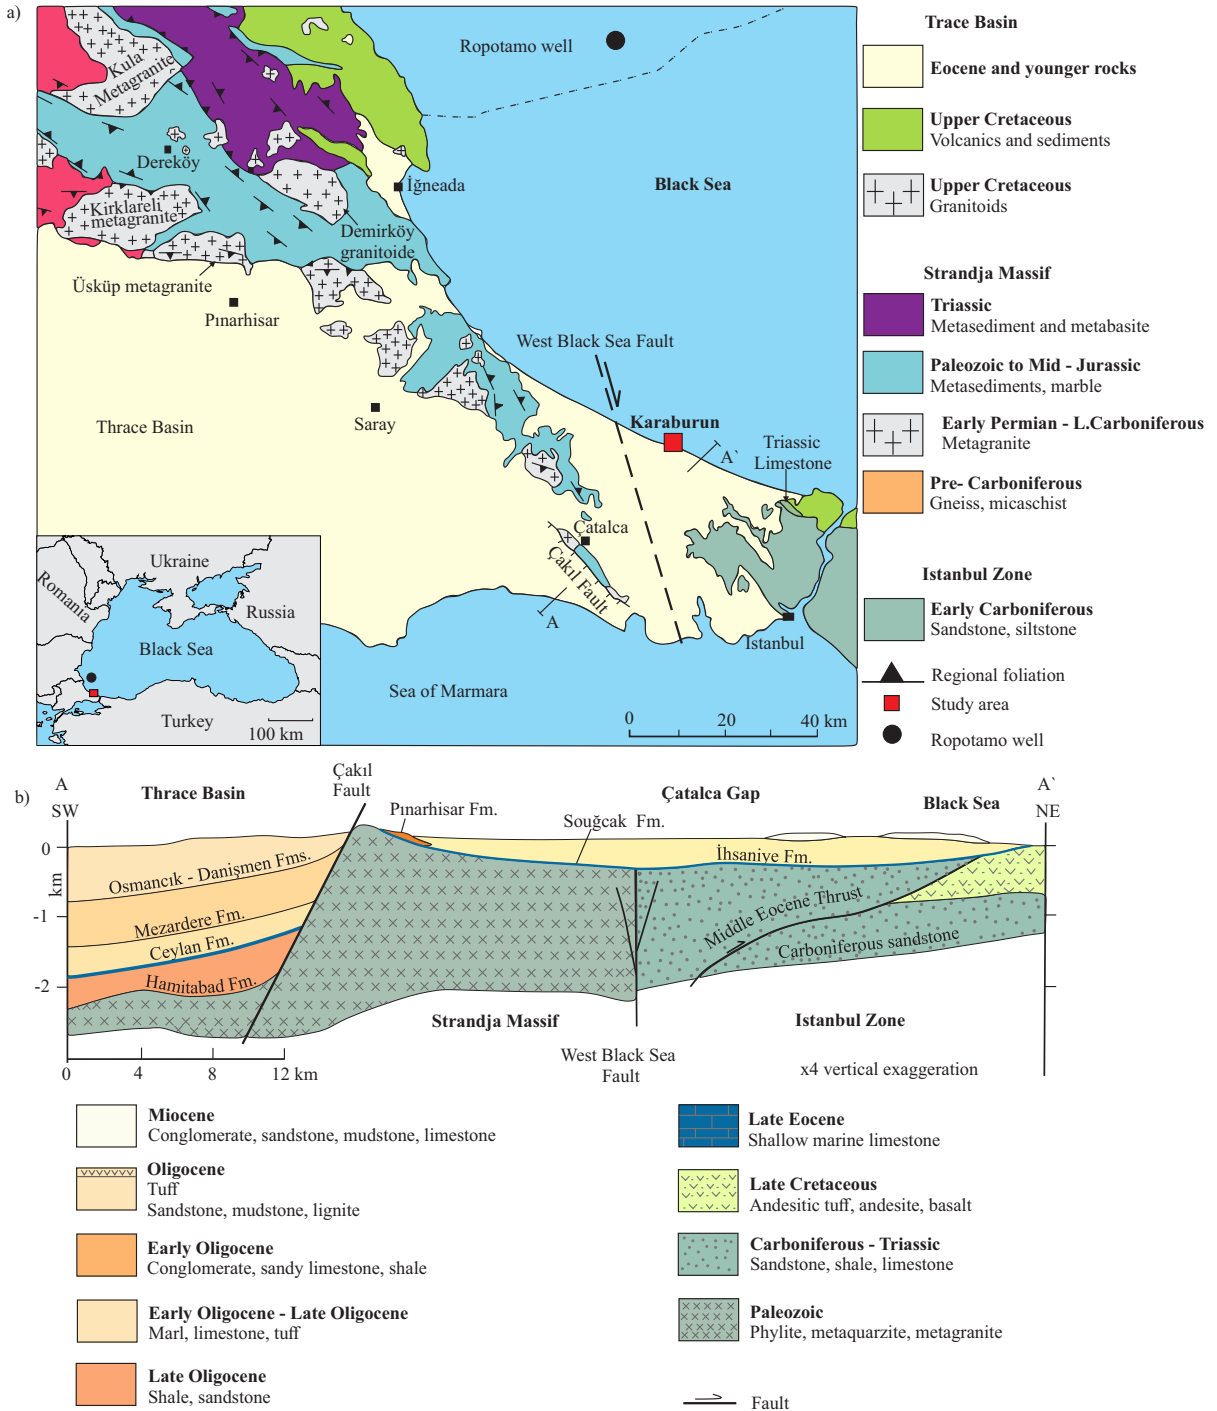 a)
Ropotamo well
Black Sea
Kula
Metagranite
Dereköy
İğneada
Kirklareli
metagranite
Demirköy
granitoide
Üsküp metagranite
Pınarhisar
West Black Sea Fault
Karaburun
Saray
Thrace Basin
A`
Triassic
Limestone
Çatalca
Çakıl Fault
A
Istanbul
Sea of Marmara
0 20 40 km
Ukraine
Romania
Russia
Black Sea
Turkey
100 km
Trace Basin
Eocene and younger rocks
Upper Cretaceous
Volcanics and sediments
Upper Cretaceous
Granitoids
Strandja Massif
Triassic
Metasediment and metabasite
Paleozoic to Mid - Jurassic
Metasediments, marble
Early Permian - L.Carboniferous
Metagranite
Pre- Carboniferous
Gneiss, micaschist
Istanbul Zone
Early Carboniferous
Sandstone, siltstone
Regional foliation
Study area
Ropotamo well
b)
A
SW
Thrace Basin
Çakıl
Fault
Pınarhisar Fm.
Souğcak Fm.
Çatalca Gap
Black Sea
A`
NE
0
km
-1
-2
Osmancık - Danişmen Fms.
Mezardere Fm.
Ceylan Fm.
Hamitabad Fm.
İhsaniye Fm.
Middle Eocene Thrust
Carboniferous sandstone
Strandja Massif
Istanbul Zone
West Black Sea
Fault
x4 vertical exaggeration
0 4 8 12 km
Miocene
Conglomerate, sandstone, mudstone, limestone
Oligocene
Tuff
Sandstone, mudstone, lignite
Early Oligocene
Conglomerate, sandy limestone, shale
Early Oligocene - Late Oligocene
Marl, limestone, tuff
Late Oligocene
Shale, sandstone
Late Eocene
Shallow marine limestone
Late Cretaceous
Andesitic tuff, andesite, basalt
Carboniferous - Triassic
Sandstone, shale, limestone
Paleozoic
Phylite, metaquarzite, metagranite
Fault